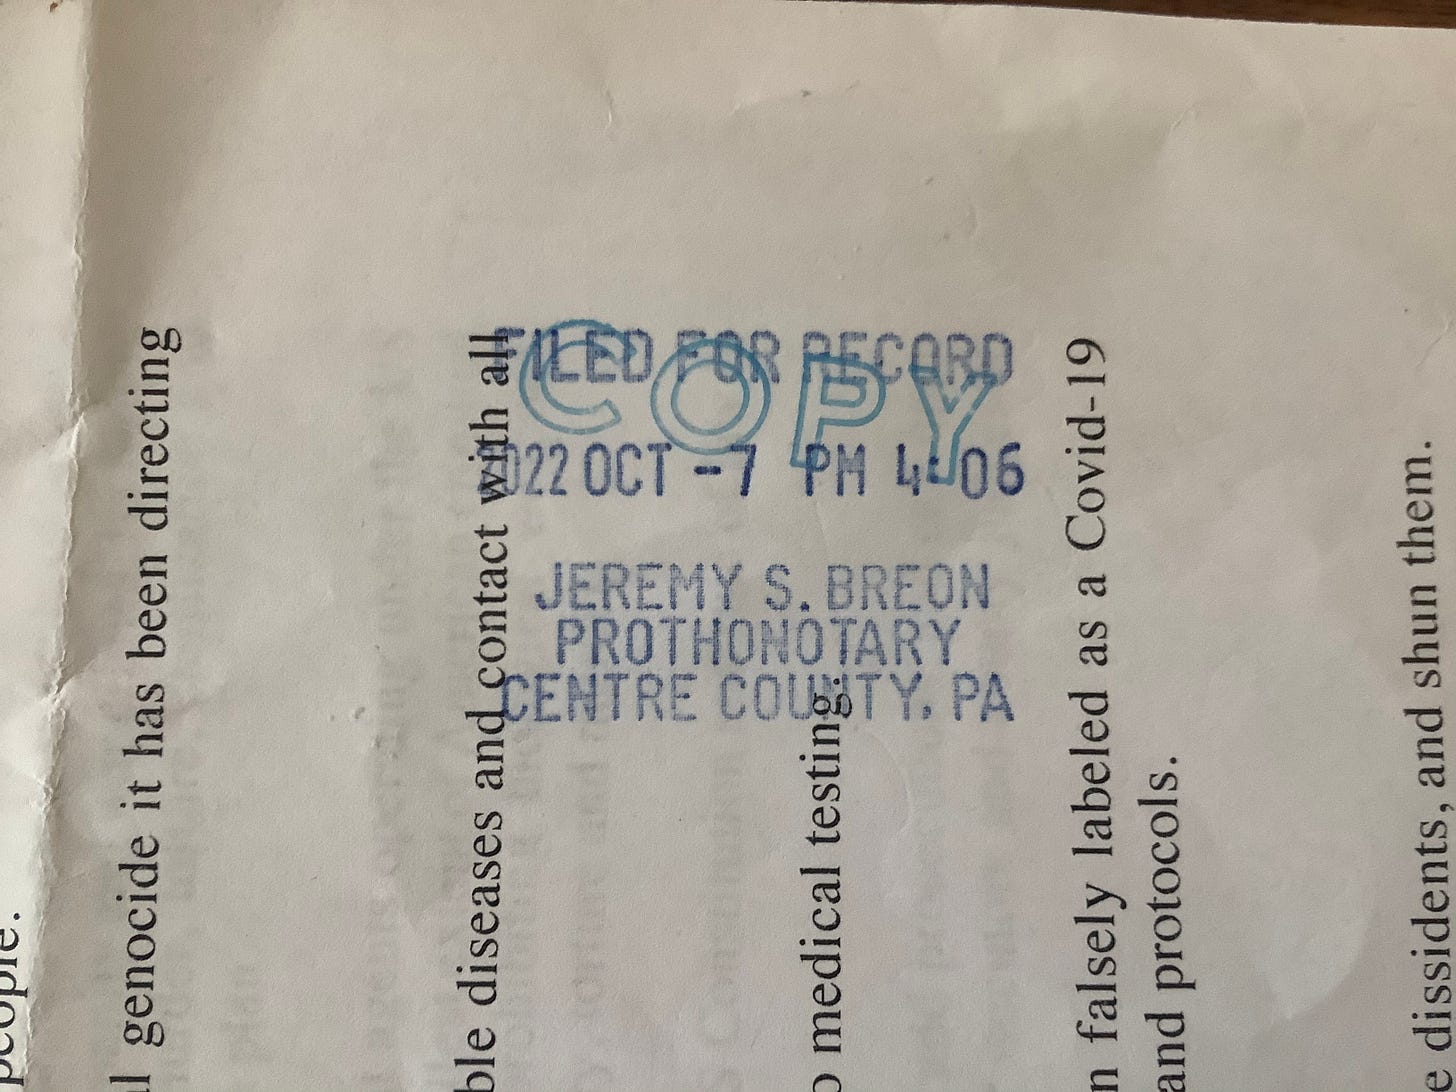 FILED FOR RECORD
COPY
2022 OCT -7 PM 4:06
JEREMY S. BREON
PROTHONOTARY
CENTRE COUNTY, PA
people.
genocide it has been directing
diseases and contact with all
medical testing.
falsely labeled as a Covid-19
and protocols.
dissidents, and shun them.